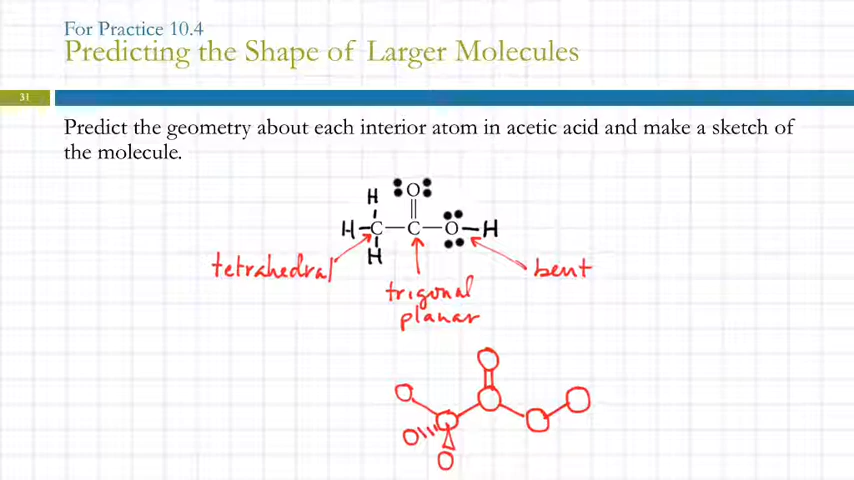 For Practice 10.4
Predicting the Shape of Larger Molecules
31
Predict the geometry about each interior atom in acetic acid and make a sketch of
the molecule.
H O
H C C O H
H
tetrahedral bent
trigonal
planar